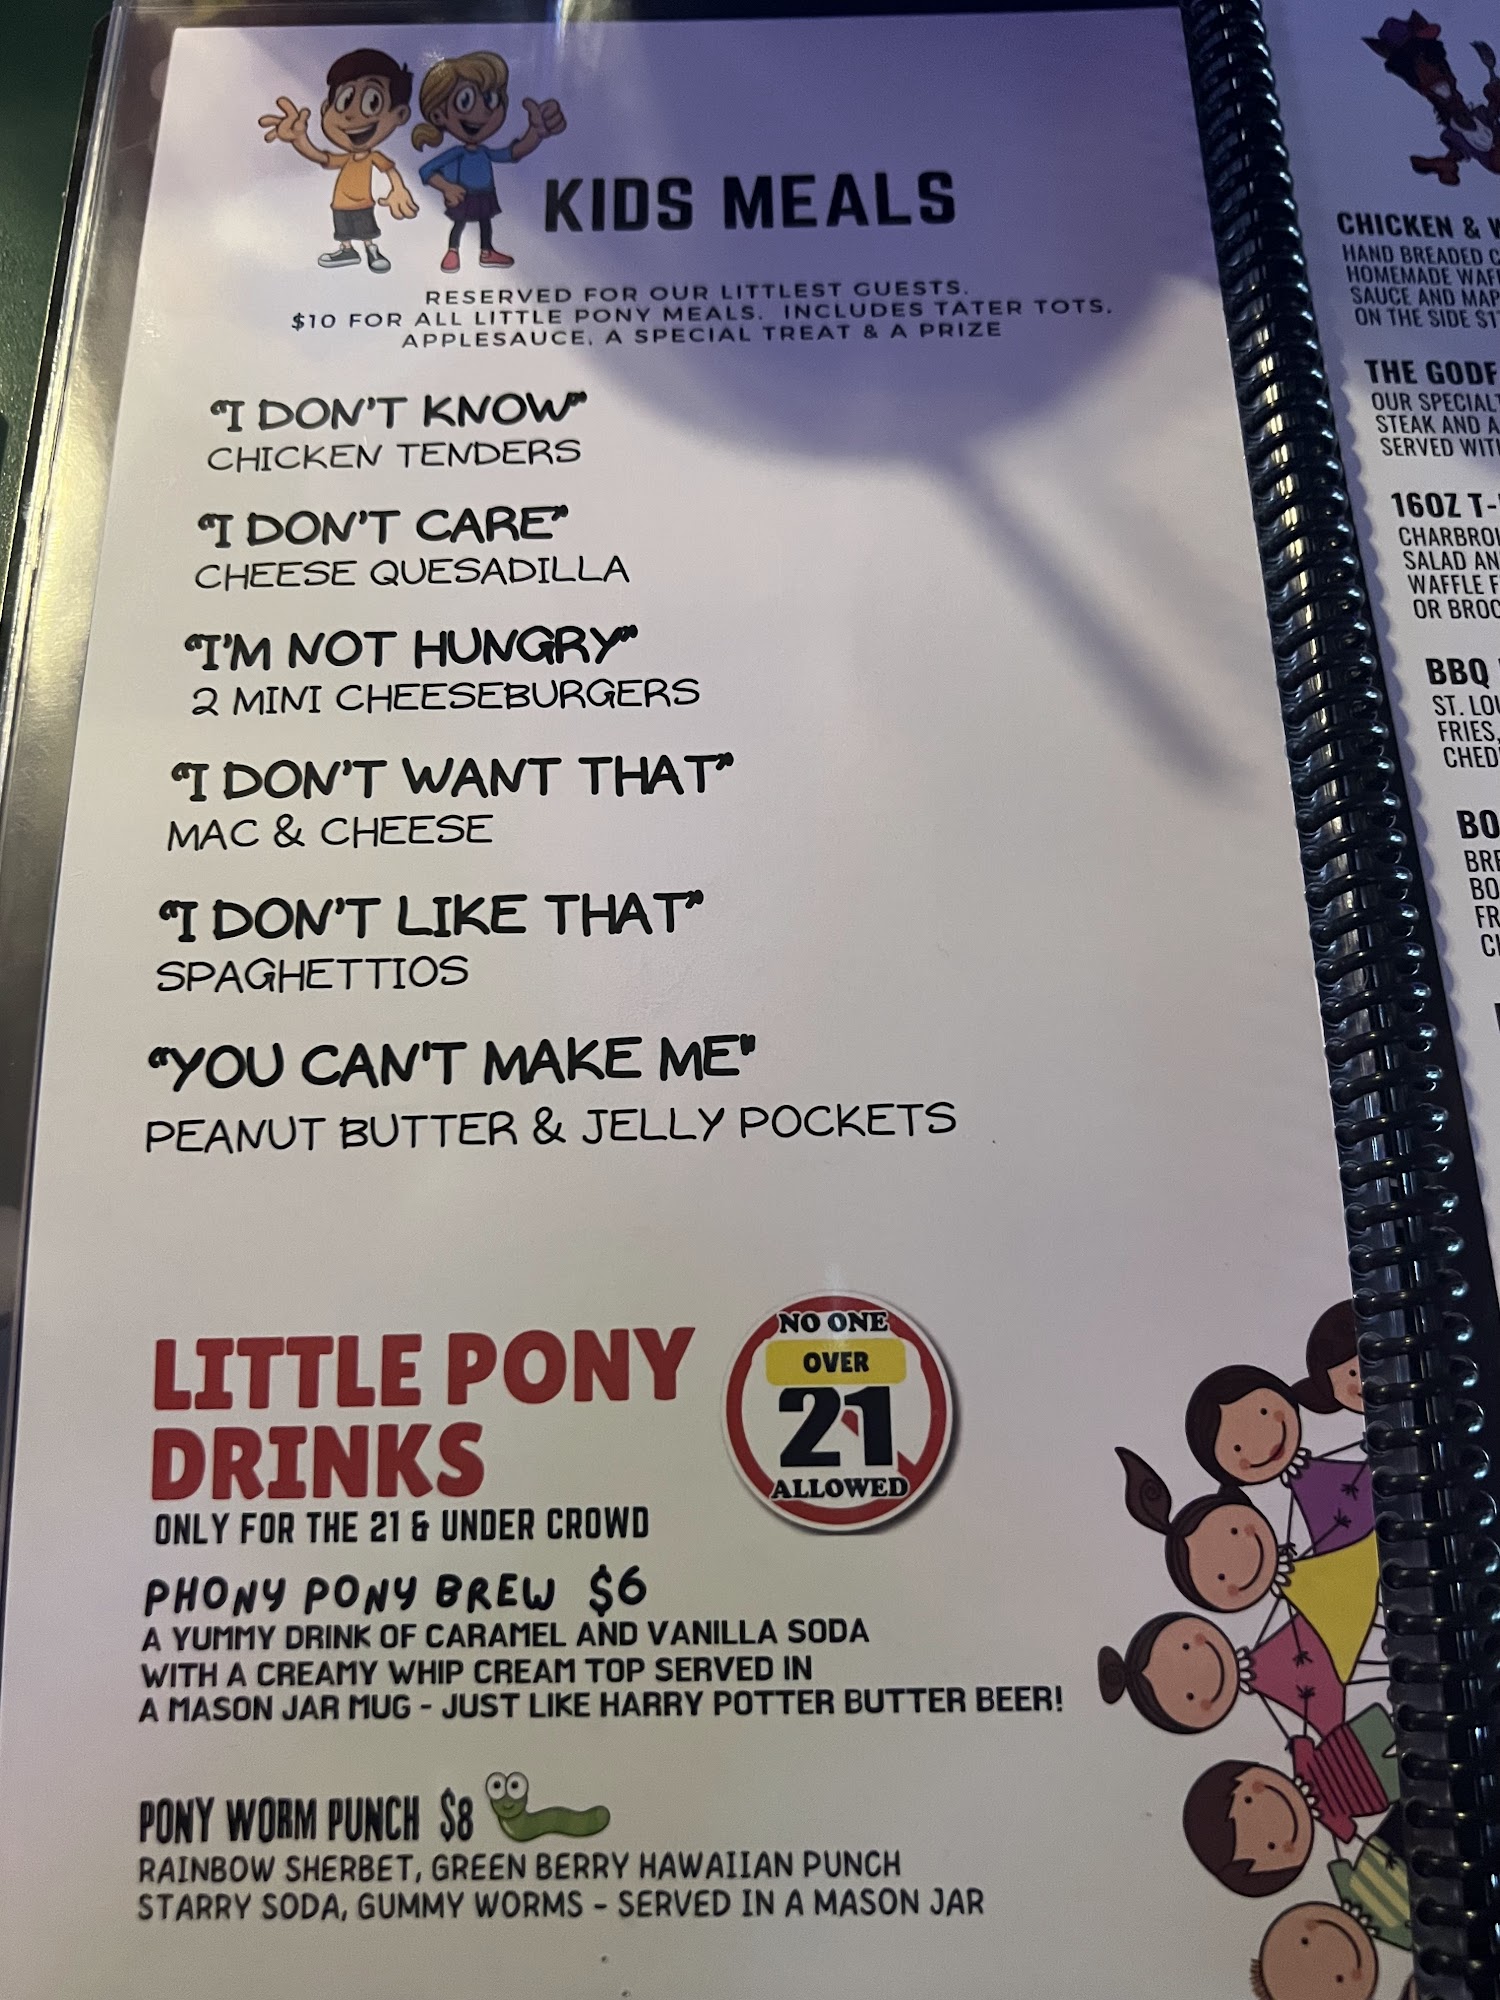 KIDS MEALS
RESERVED FOR OUR LITTLEST GUESTS.
$10 FOR ALL LITTLE PONY MEALS. INCLUDES TATER TOTS.
APPLESAUCE, A SPECIAL TREAT & A PRIZE
"I DON'T KNOW"
CHICKEN TENDERS
"I DON'T CARE"
CHEESE QUESADILLA
"I'M NOT HUNGRY"
2 MINI CHEESEBURGERS
"I DON'T WANT THAT"
MAC & CHEESE
"I DON'T LIKE THAT"
SPAGHETTIOS
"YOU CAN'T MAKE ME"
PEANUT BUTTER & JELLY POCKETS
LITTLE PONY
DRINKS
ONLY FOR THE 21 & UNDER CROWD
NO ONE
OVER
21
ALLOWED
PHONY PONY BREW $6
A YUMMY DRINK OF CARAMEL AND VANILLA SODA
WITH A CREAMY WHIP CREAM TOP SERVED IN
A MASON JAR MUG - JUST LIKE HARRY POTTER BUTTER BEER!
PONY WORM PUNCH $8
RAINBOW SHERBET, GREEN BERRY HAWAIIAN PUNCH
STARRY SODA, GUMMY WORMS - SERVED IN A MASON JAR
CHICKEN &
HAND BREADED
HOMEMADE
SAUCE AND
ON THE SIDE
THE
OUR
STEAK AND
SERVED
16OZ
SALAD
WAFFLE
OR
BBQ
ST.
FRIES,